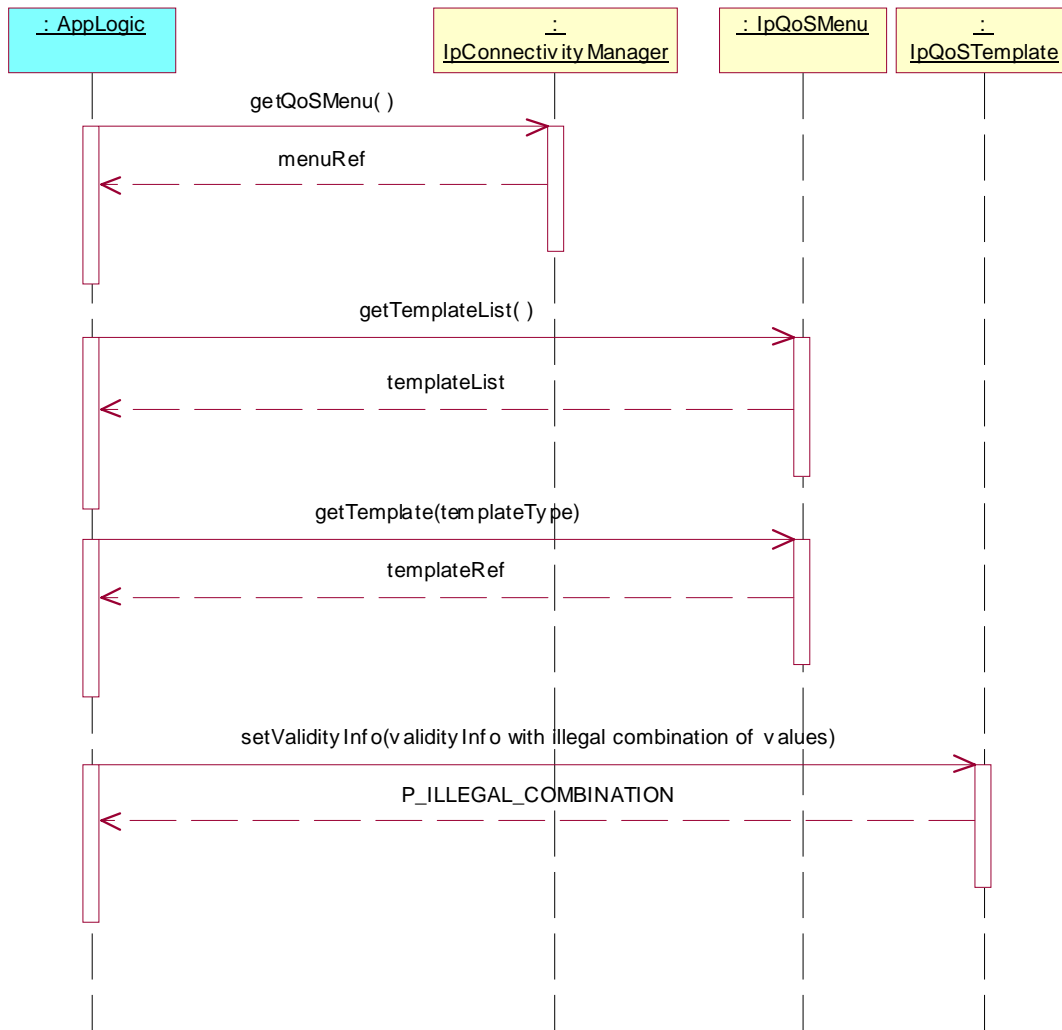 : AppLogic
:
IpConnectivityManager
: IpQoSMenu
:
IpQoSTemplate
getQoSMenu( )
menuRef
getTemplateList( )
templateList
getTemplate(templateType)
templateRef
setValidityInfo(validityInfo with illegal combination of values)
P_ILLEGAL_COMBINATION